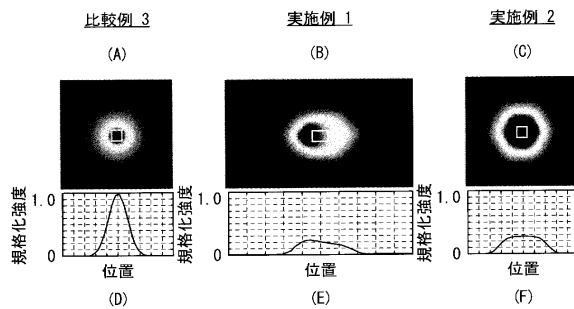 比較例 3
実施例 1
実施例 2
(A)
(B)
(C)
規格化強度
1.0
0
位置
規格化強度
1.0
0
位置
規格化強度
1.0
0
位置
(D)
(E)
(F)